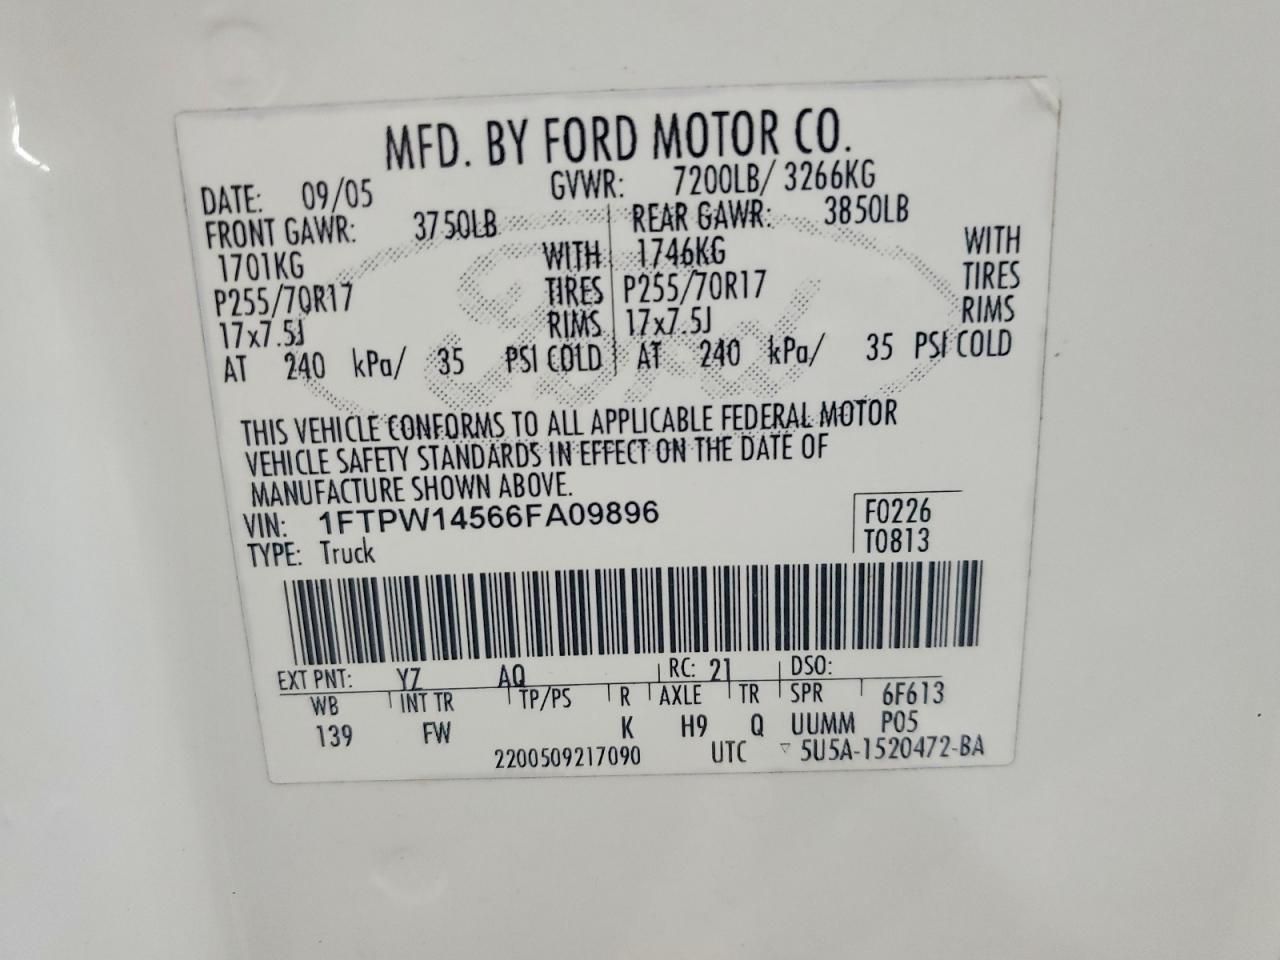 MFD. BY FORD MOTOR CO.
DATE: 09/05 GVWR: 7200LB/ 3266KG
FRONT GAWR: 3750LB REAR GAWR: 3850LB
1701KG WITH 1746KG WITH
P255/70R17 TIRES P255/70R17 TIRES
17x7.5J RIMS 17x7.5J RIMS
AT 240 kPa/ 35 PSI COLD AT 240 kPa/ 35 PSI COLD
Ford
THIS VEHICLE CONFORMS TO ALL APPLICABLE FEDERAL MOTOR
VEHICLE SAFETY STANDARDS IN EFFECT ON THE DATE OF
MANUFACTURE SHOWN ABOVE.
VIN: 1FTPW14566FA09896 F0226
TYPE: Truck T0813
EXT PNT: YZ AQ RC: 21 DSO:
WB INT TR TP/PS R AXLE TR SPR 6F613
139 FW K H9 Q UUMM P05
2200509217090 UTC ▽ 5U5A-1520472-BA